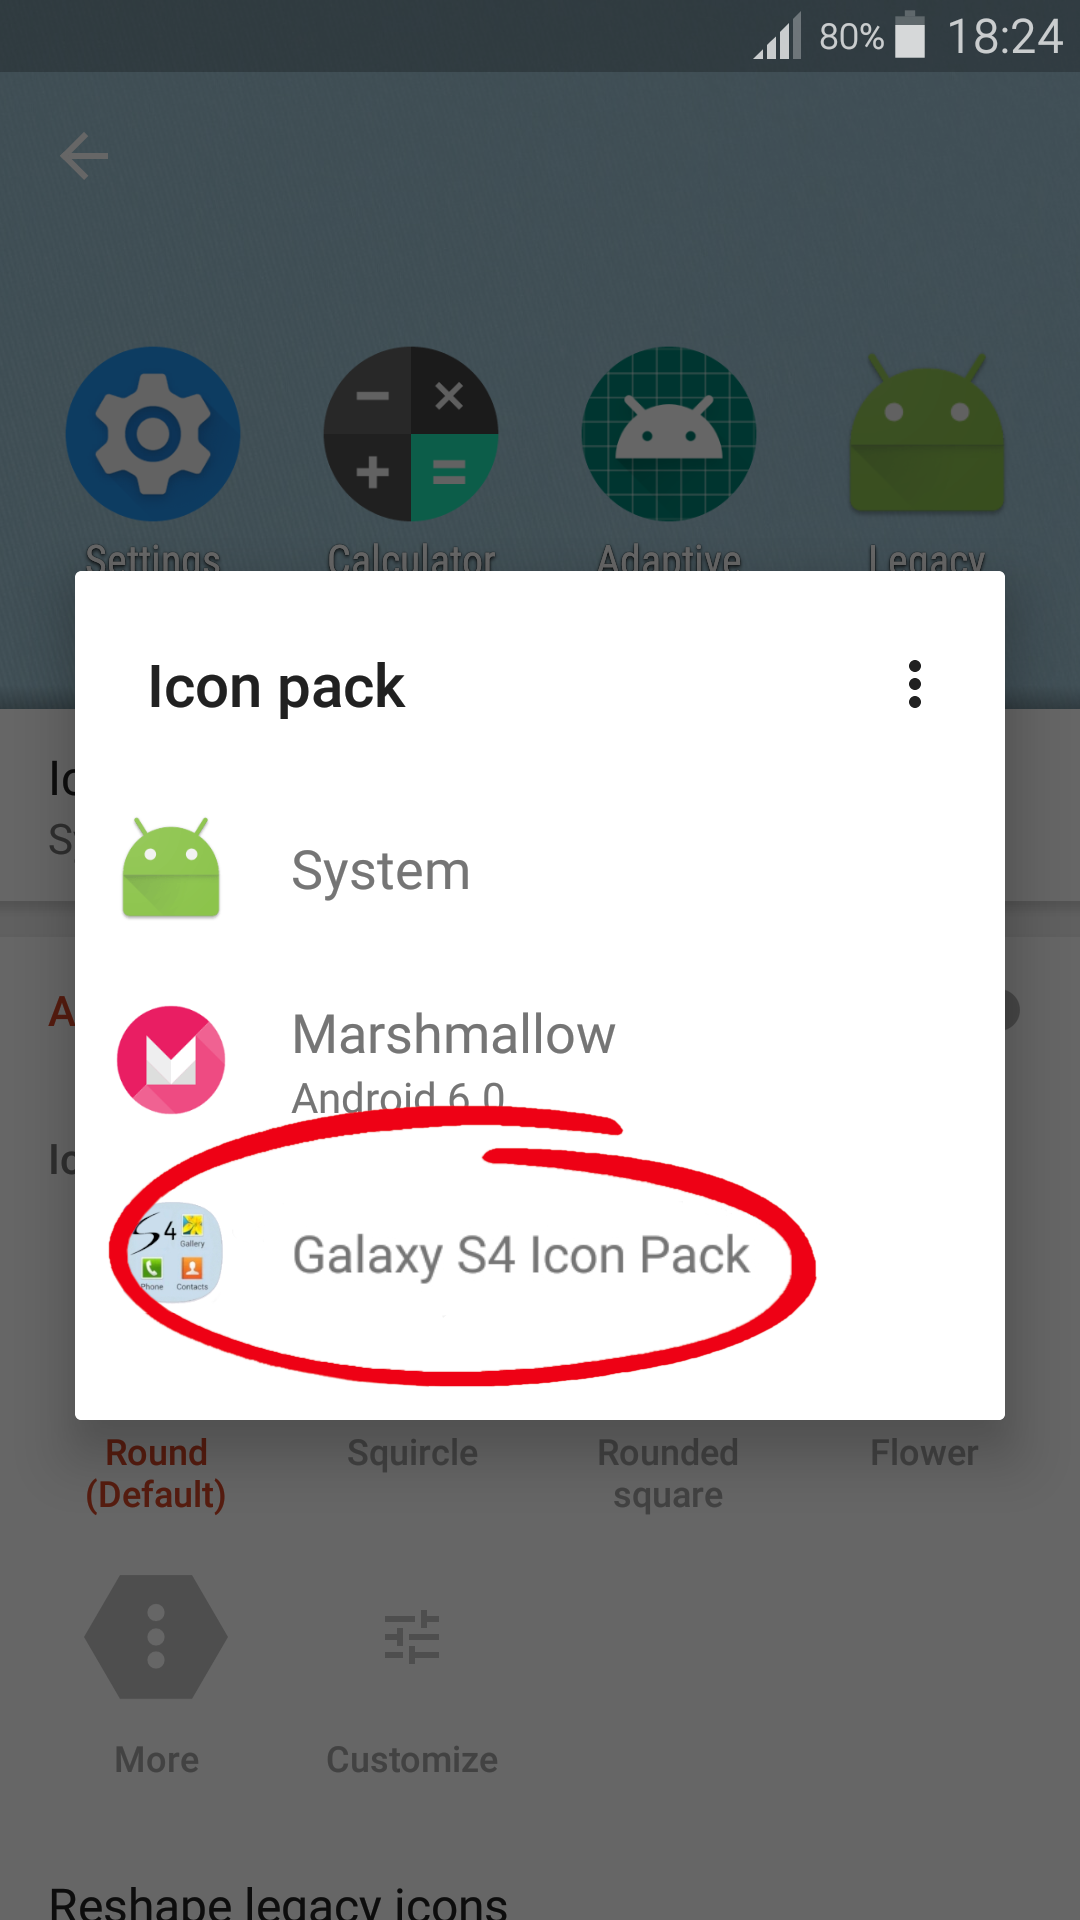 80% 18:24
Settings Calculator Adaptive Legacy
Icon pack
System
Marshmallow
Android 6.0
S4
Gallery
Phone Contacts
Galaxy S4 Icon Pack
Round Squircle Rounded Flower
(Default) square
More Customize
Reshape legacy icons